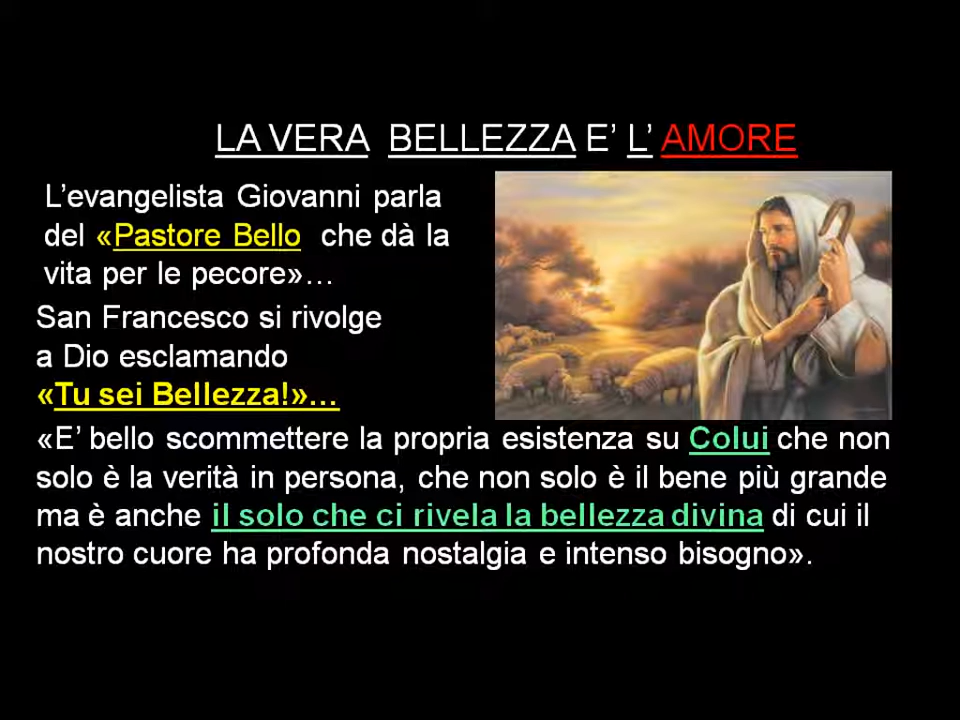 LA VERA BELLEZZA E’ L’ AMORE
L’evangelista Giovanni parla
del «Pastore Bello che dà la
vita per le pecore»…
San Francesco si rivolge
a Dio esclamando
«Tu sei Bellezza!»…
«E’ bello scommettere la propria esistenza su Colui che non
solo è la verità in persona, che non solo è il bene più grande
ma è anche il solo che ci rivela la bellezza divina di cui il
nostro cuore ha profonda nostalgia e intenso bisogno».